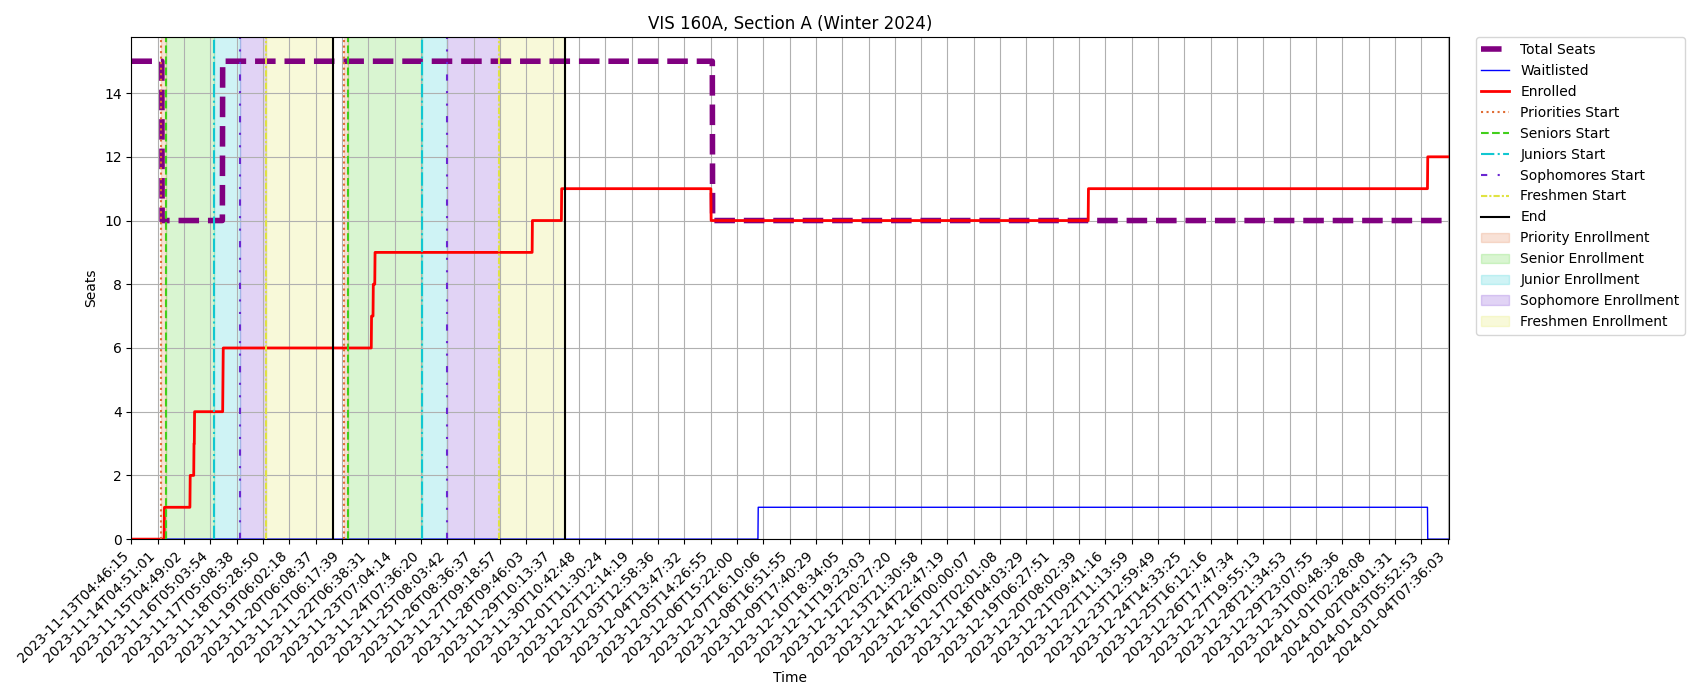 VIS 160A, Section A (Winter 2024)
Seats
14
12
10
8
6
4
2
0
2023-11-13T04:46:15
2023-11-14T04:51:01
2023-11-15T04:49:02
2023-11-16T05:03:54
2023-11-17T05:08:38
2023-11-18T05:28:50
2023-11-19T06:02:18
2023-11-20T06:08:37
2023-11-21T06:17:39
2023-11-22T06:38:31
2023-11-23T07:04:14
2023-11-24T07:36:20
2023-11-25T08:03:42
2023-11-26T08:36:37
2023-11-27T09:18:57
2023-11-28T09:46:03
2023-11-29T10:13:37
2023-11-30T10:42:48
2023-12-01T11:30:24
2023-12-02T12:14:19
2023-12-03T12:58:36
2023-12-04T13:47:32
2023-12-05T14:26:55
2023-12-06T15:22:00
2023-12-07T16:10:06
2023-12-08T16:51:55
2023-12-09T17:40:29
2023-12-10T18:34:05
2023-12-11T19:23:03
2023-12-12T20:27:20
2023-12-13T21:30:58
2023-12-14T22:47:19
2023-12-16T00:00:07
2023-12-17T02:01:08
2023-12-18T04:03:29
2023-12-19T06:27:51
2023-12-20T08:02:39
2023-12-21T09:41:16
2023-12-22T11:13:59
2023-12-23T12:59:49
2023-12-24T14:33:25
2023-12-25T16:12:16
2023-12-26T17:47:34
2023-12-27T19:55:13
2023-12-28T21:34:53
2023-12-29T23:07:55
2023-12-31T00:48:36
2024-01-01T02:28:08
2024-01-02T04:01:31
2024-01-03T05:52:53
2024-01-04T07:36:03
Time
Total Seats
Waitlisted
Enrolled
Priorities Start
Seniors Start
Juniors Start
Sophomores Start
Freshmen Start
End
Priority Enrollment
Senior Enrollment
Junior Enrollment
Sophomore Enrollment
Freshmen Enrollment